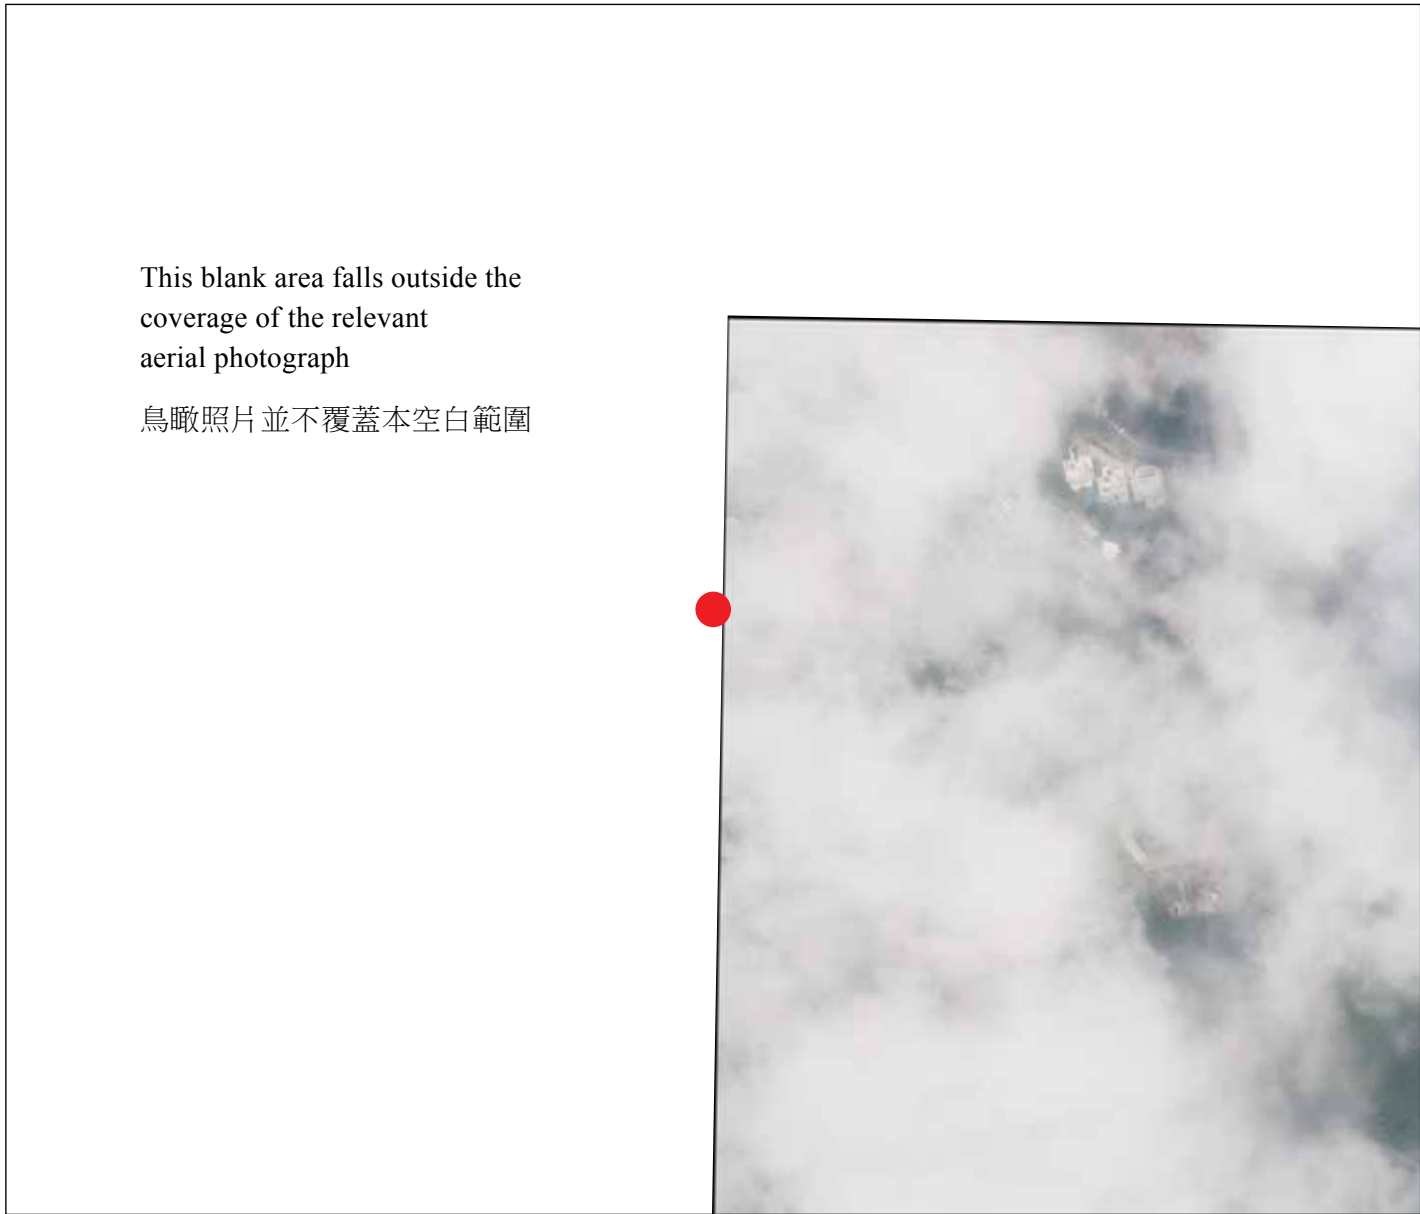 This blank area falls outside the
coverage of the relevant
aerial photograph
鳥瞰照片並不覆蓋本空白範圍